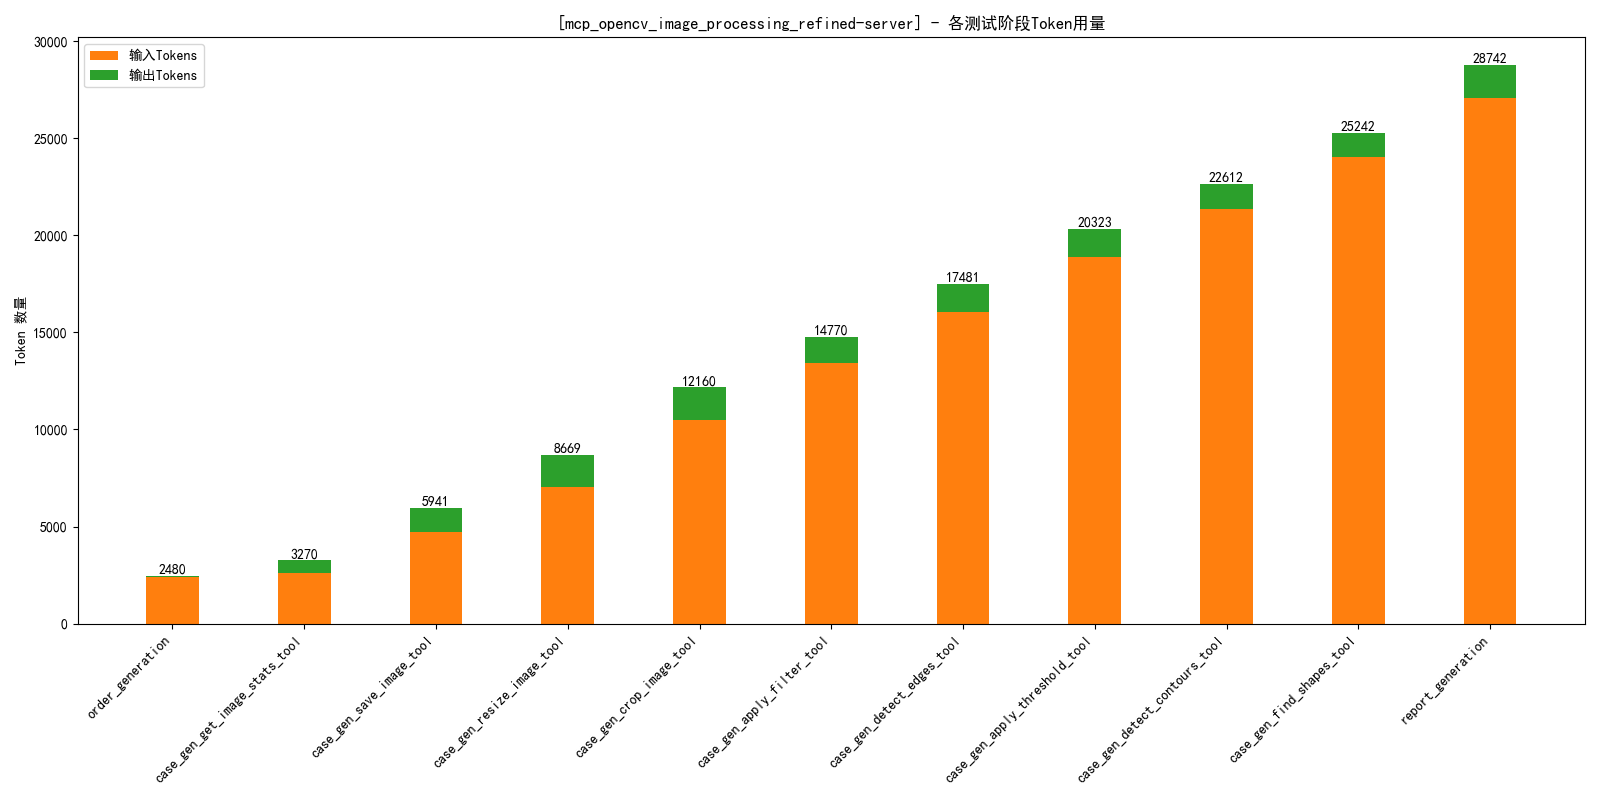 [mcp_opencv_image_processing_refined-server] - 各测试阶段Token用量
输入Tokens
输出Tokens
Token 数量
30000
25000
20000
15000
10000
5000
0
2480
3270
5941
8669
12160
14770
17481
20323
22612
25242
28742
order_generation
case_gen_get_image_stats_tool
case_gen_save_image_tool
case_gen_resize_image_tool
case_gen_crop_image_tool
case_gen_apply_filter_tool
case_gen_detect_edges_tool
case_gen_apply_threshold_tool
case_gen_detect_contours_tool
case_gen_find_shapes_tool
report_generation